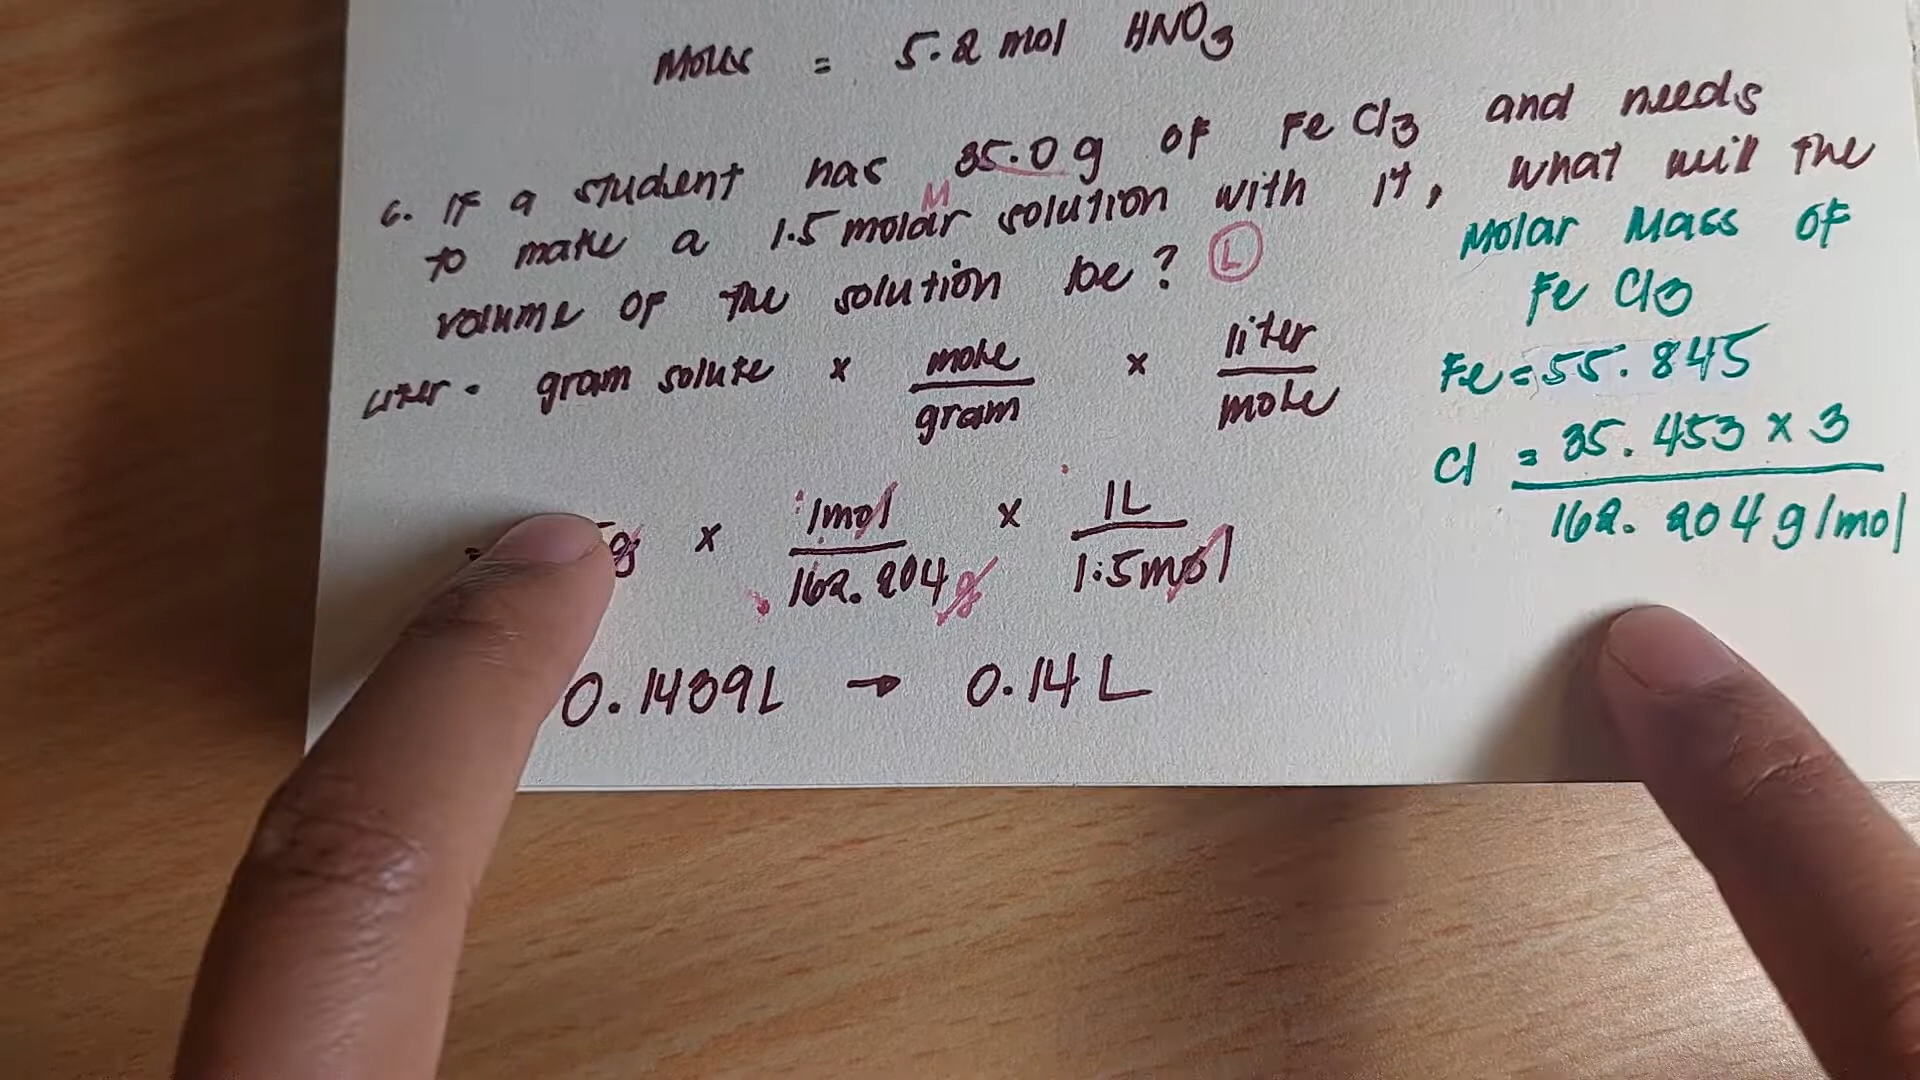 Moles = 5.2 mol HNO3
6. If a student has 35.0 g of FeCl3 and needs
to make a 1.5 molar solution with it, what will the
M
volume of the solution be? L
Liter = gram solute x mole/gram x liter/mole
= g x 1mol/162.204g x 1L/1.5mol
0.1439L → 0.14 L
Molar Mass of
FeCl3
Fe = 55.845
Cl = 35.453 x 3
162.204 g/mol